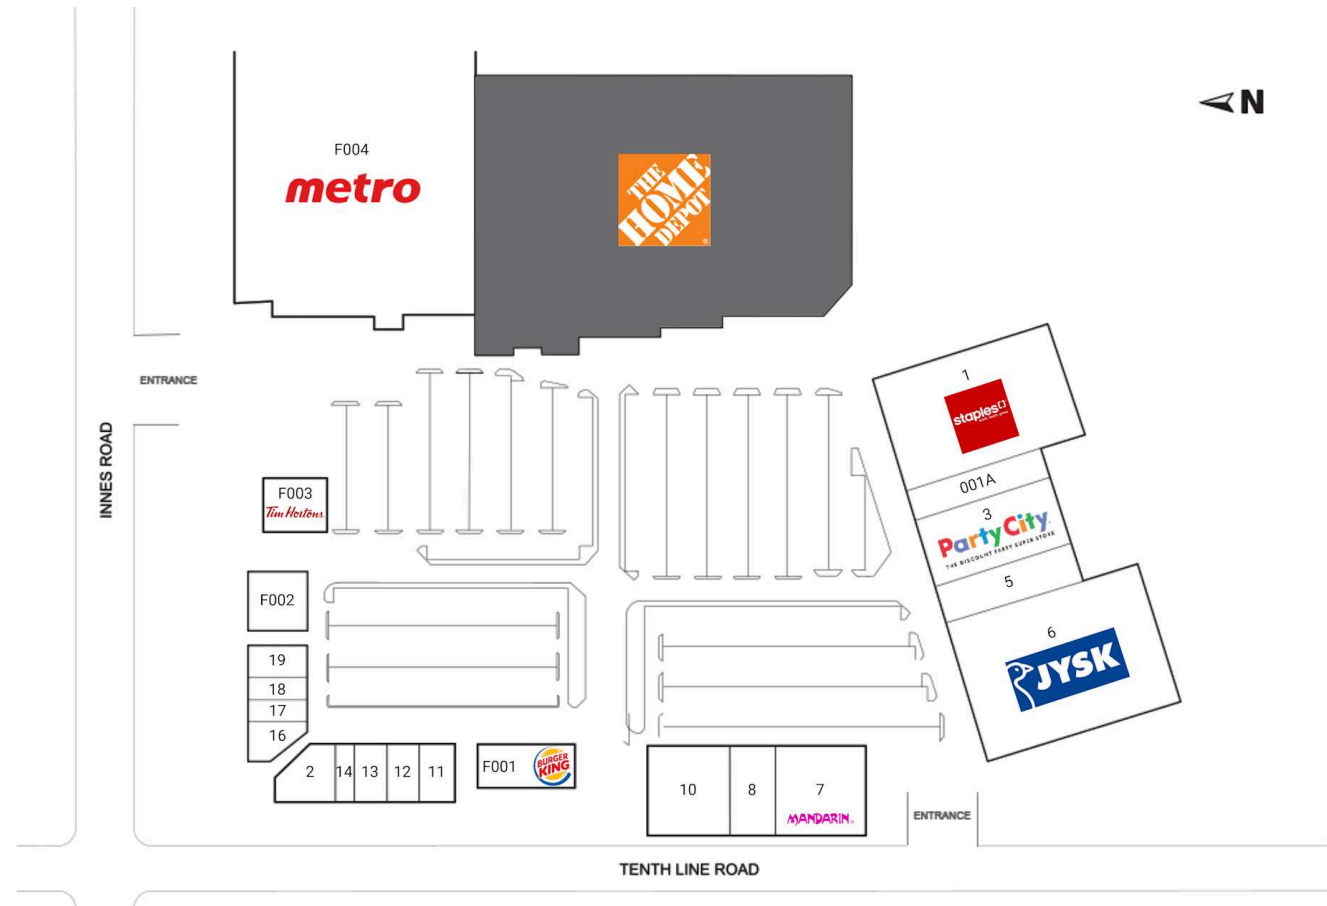 F004
metro
THE
HOME
DEPOT
N
ENTRANCE
INNES ROAD
1
staples
001A
3
Party City
THE DISCOUNT PARTY SUPER STORE
5
6
JYSK
F003
Tim Hortons
F002
19
18
17
16
2
14
13
12
11
F001
BURGER
KING
10
8
7
MANDARIN
ENTRANCE
TENTH LINE ROAD